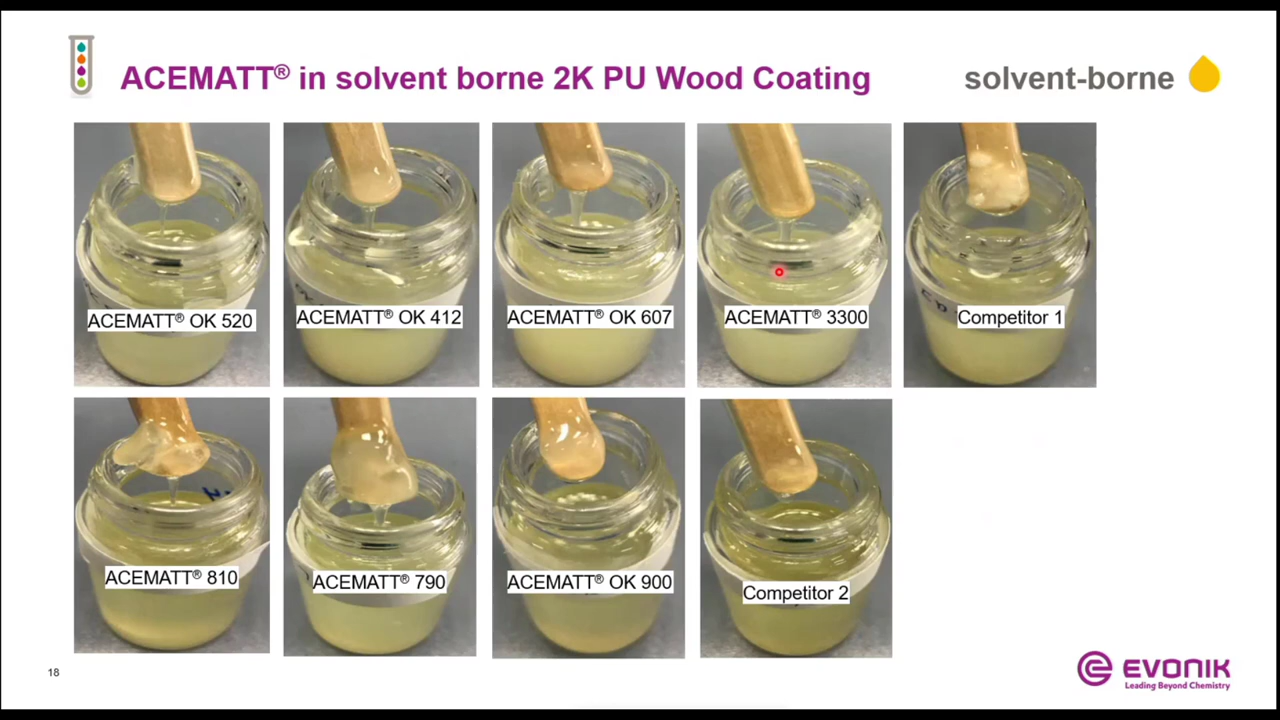 ACEMATT® in solvent borne 2K PU Wood Coating
solvent-borne
ACEMATT® OK 520
ACEMATT® OK 412
ACEMATT® OK 607
ACEMATT® 3300
Competitor 1
ACEMATT® 810
ACEMATT® 790
ACEMATT® OK 900
Competitor 2
18
EVONIK
Leading Beyond Chemistry